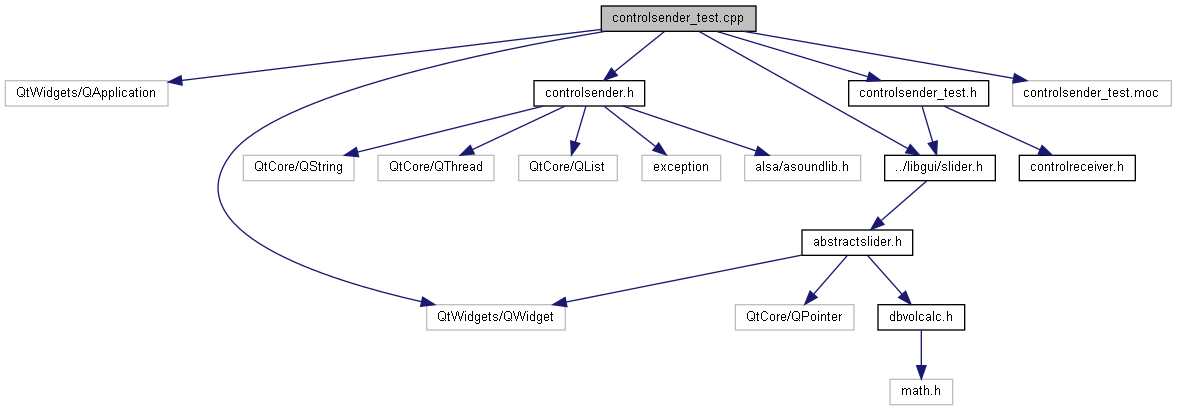 controlsender_test.cpp
QtWidgets/QApplication
controlsender.h
controlsender_test.h
controlsender_test.moc
QtCore/QString
QtCore/QThread
QtCore/QList
exception
alsa/asoundlib.h
../libgui/slider.h
controlreceiver.h
abstractslider.h
QtWidgets/QWidget
QtCore/QPointer
dbvolcalc.h
math.h